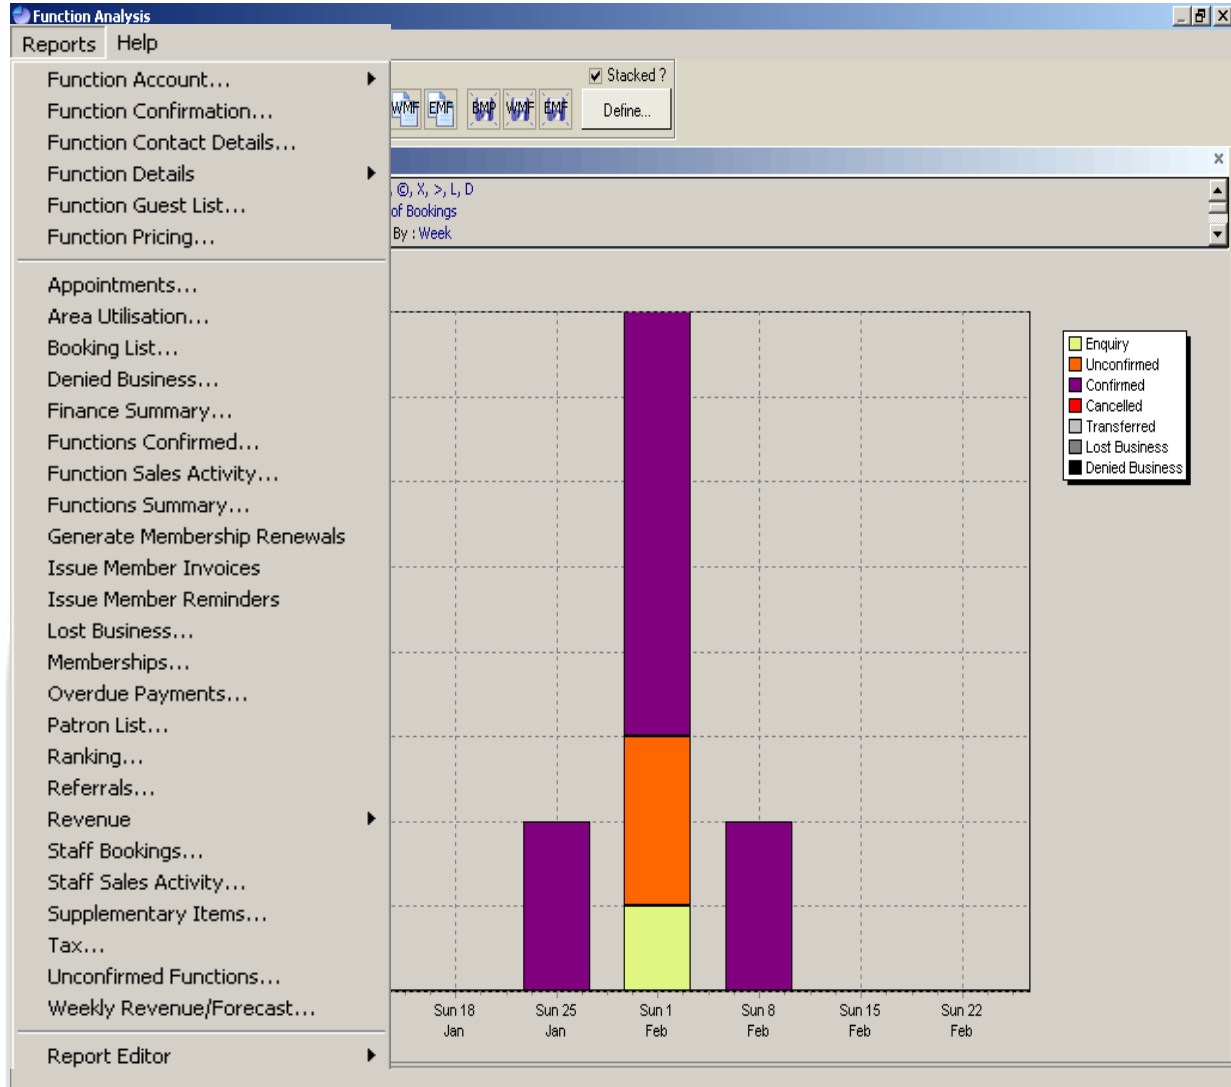 Function Analysis
Reports Help
Function Account...
Function Confirmation...
Function Contact Details...
Function Details
Function Guest List...
Function Pricing...
Appointments...
Area Utilisation...
Booking List...
Denied Business...
Finance Summary...
Functions Confirmed...
Function Sales Activity...
Functions Summary...
Generate Membership Renewals
Issue Member Invoices
Issue Member Reminders
Lost Business...
Memberships...
Overdue Payments...
Patron List...
Ranking...
Referrals...
Revenue
Staff Bookings...
Staff Sales Activity...
Supplementary Items...
Tax...
Unconfirmed Functions...
Weekly Revenue/Forecast...
Report Editor
Stacked ?
WMF EMF BMP WMF EMF Define...
, ©, X, >, L, D
of Bookings
By : Week
Enquiry
Unconfirmed
Confirmed
Cancelled
Transferred
Lost Business
Denied Business
Sun 18 Sun 25 Sun 1 Sun 8 Sun 15 Sun 22
Jan Jan Feb Feb Feb Feb